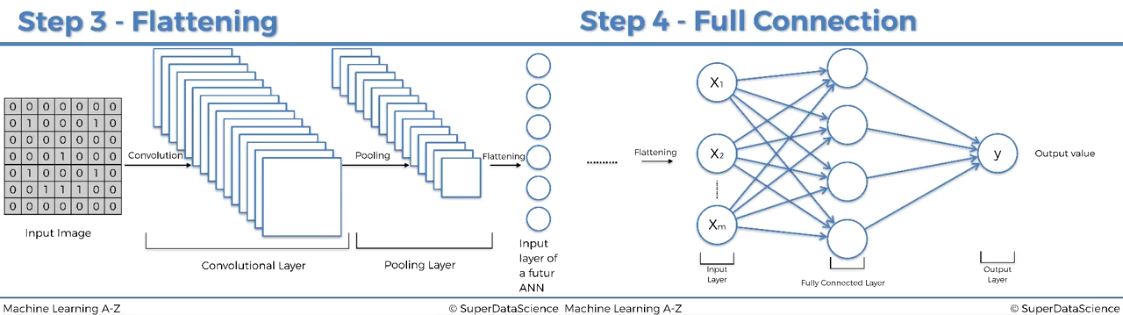 Step 3 - Flattening
0 0 0 0 0 0 0
0 1 0 0 0 1 0
0 0 0 0 0 0 0
0 0 0 1 0 0 0
0 1 0 0 0 1 0
0 0 1 1 1 0 0
0 0 0 0 0 0 0
Input Image
Convolution
Convolutional Layer
Pooling
Pooling Layer
Flattening
Input
layer of
a futur
ANN
Machine Learning A-Z
© SuperDataScience
Step 4 - Full Connection
..........
Flattening
X1
X2
......
Xm
Input
Layer
Fully Connected Layer
y
Output
Layer
Output value
Machine Learning A-Z
© SuperDataScience